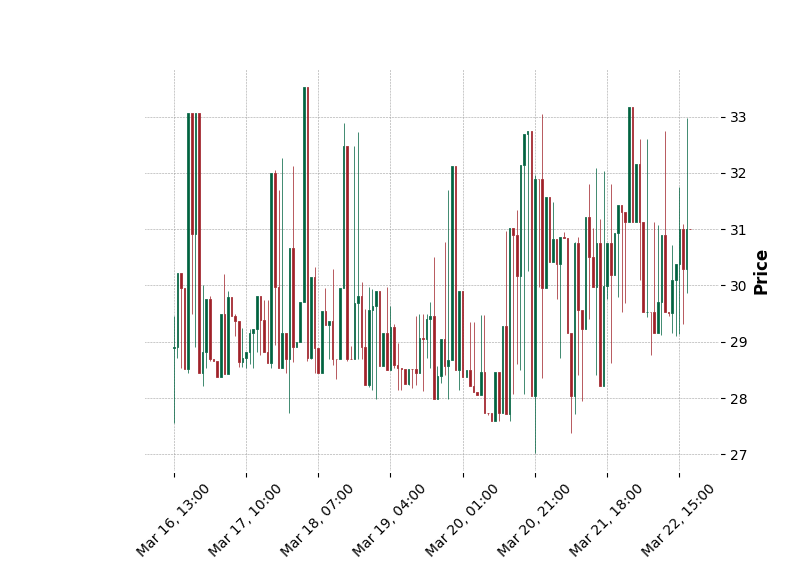 33
32
31
30
29
28
27
Price
Mar 16, 13:00
Mar 17, 10:00
Mar 18, 07:00
Mar 19, 04:00
Mar 20, 01:00
Mar 20, 21:00
Mar 21, 18:00
Mar 22, 15:00